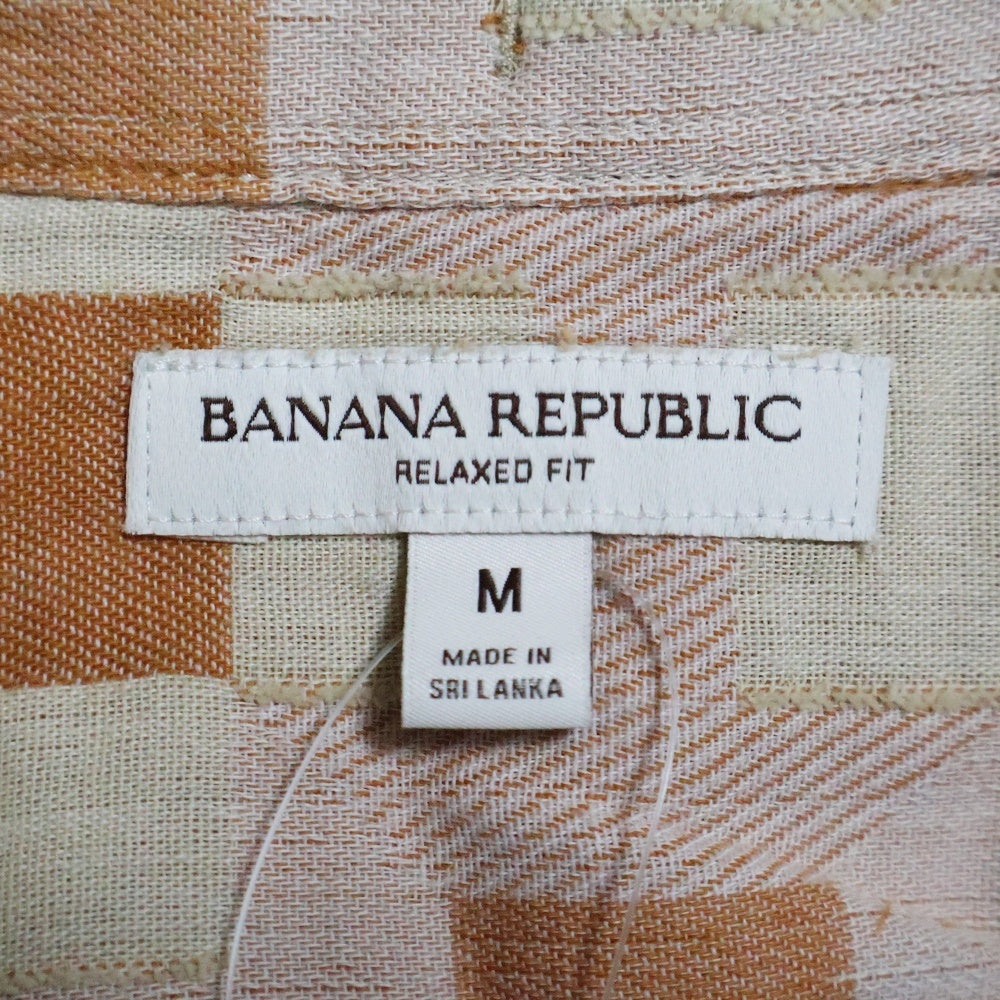 BANANA REPUBLIC
RELAXED FIT
M
MADE IN
SRI LANKA